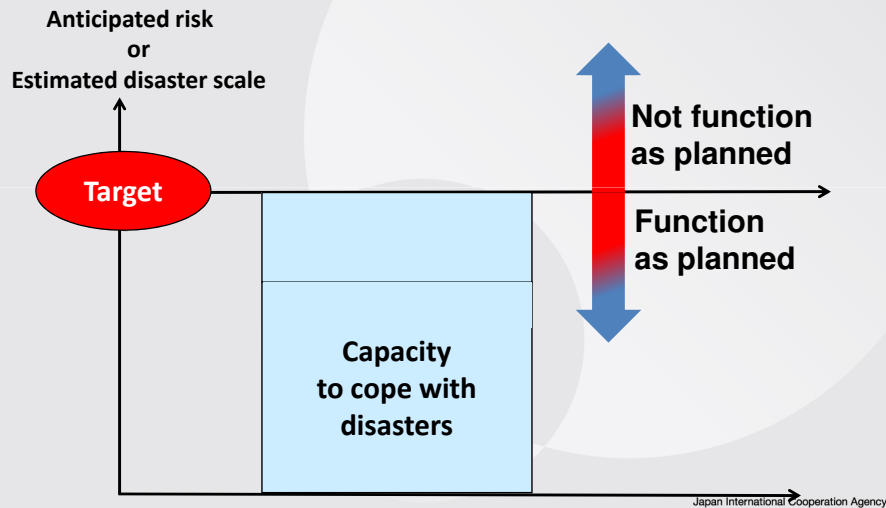 Anticipated risk
or
Estimated disaster scale
Target
Not function
as planned
Function
as planned
Capacity
to cope with
disasters
Japan International Cooperation Agency